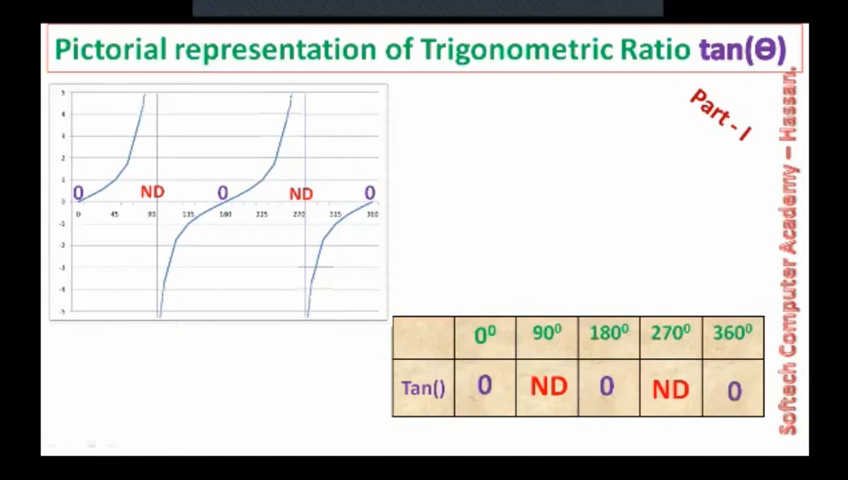 Pictorial representation of Trigonometric Ratio tan(Ɵ)
Part - I
Softech Computer Academy – Hassan.
5
4
3
2
1
0 ND 0 ND 0
0
0 45 90 135 180 225 270 315 360
-1
-2
-3
-4
-5
0⁰ 90⁰ 180⁰ 270⁰ 360⁰
Tan() 0 ND 0 ND 0